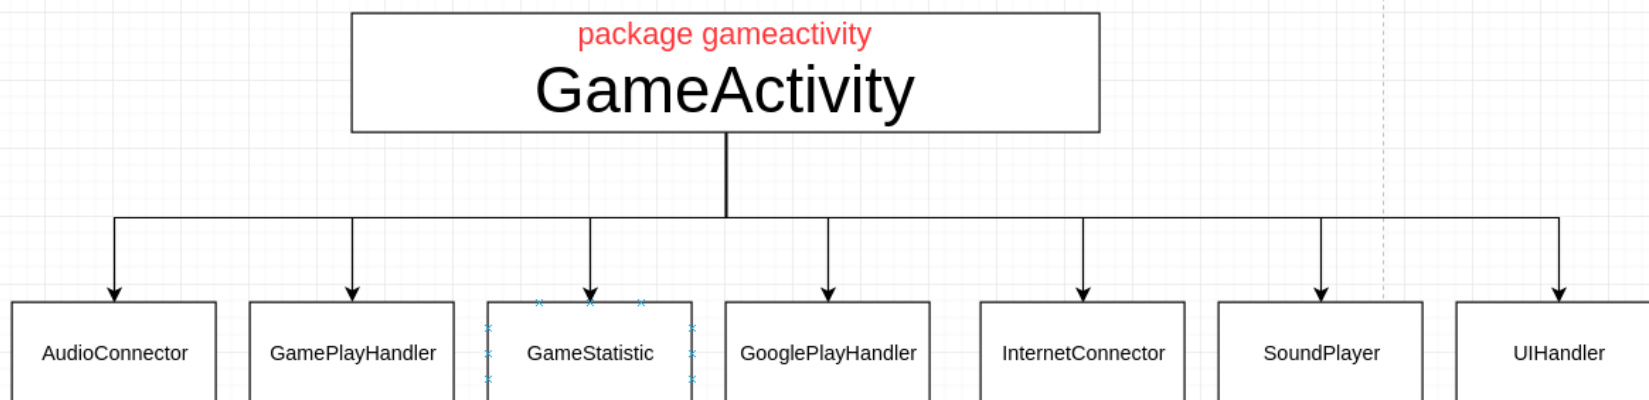 package gameactivity
GameActivity
AudioConnector
GamePlayHandler
GameStatistic
GooglePlayHandler
InternetConnector
SoundPlayer
UIHandler